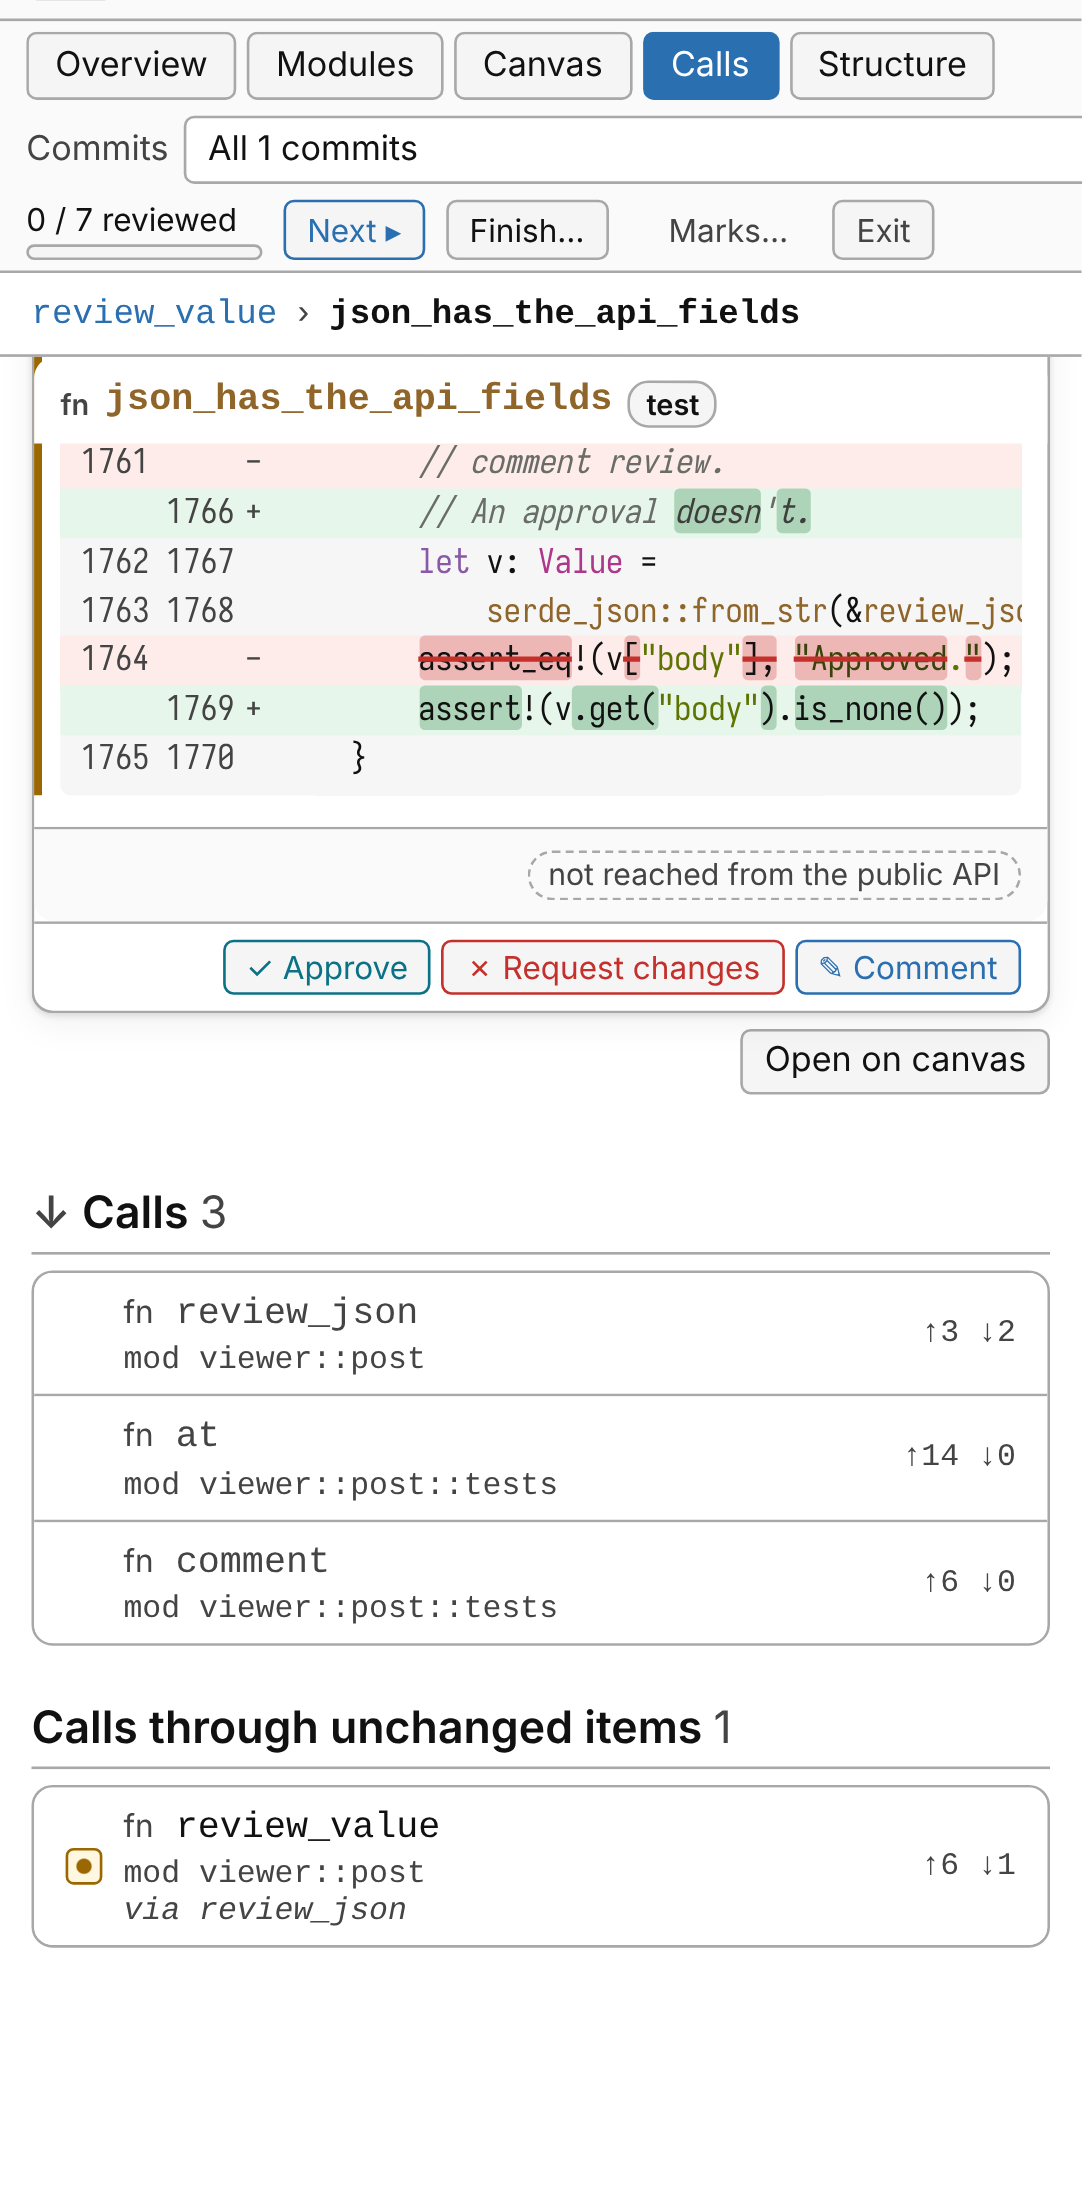 Overview Modules Canvas Calls Structure
Commits All 1 commits
0 / 7 reviewed Next ▸ Finish... Marks... Exit
review_value › json_has_the_api_fields
fn json_has_the_api_fields test
1761 − // comment review.
1766 + // An approval doesn't.
1762 1767 let v: Value =
1763 1768 serde_json::from_str(&review_jso
1764 − assert_eq!(v["body"], "Approved.");
1769 + assert!(v.get("body").is_none());
1765 1770 }
not reached from the public API
✓ Approve × Request changes ✎ Comment
Open on canvas
↓ Calls 3
fn review_json
mod viewer::post
↑3 ↓2
fn at
mod viewer::post::tests
↑14 ↓0
fn comment
mod viewer::post::tests
↑6 ↓0
Calls through unchanged items 1
fn review_value
mod viewer::post
via review_json
↑6 ↓1